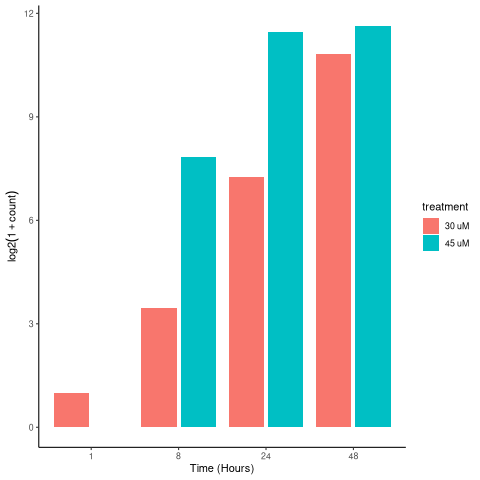 12
9
6
3
0
log2(1 + count)
1 8 24 48
Time (Hours)
treatment
30 uM
45 uM